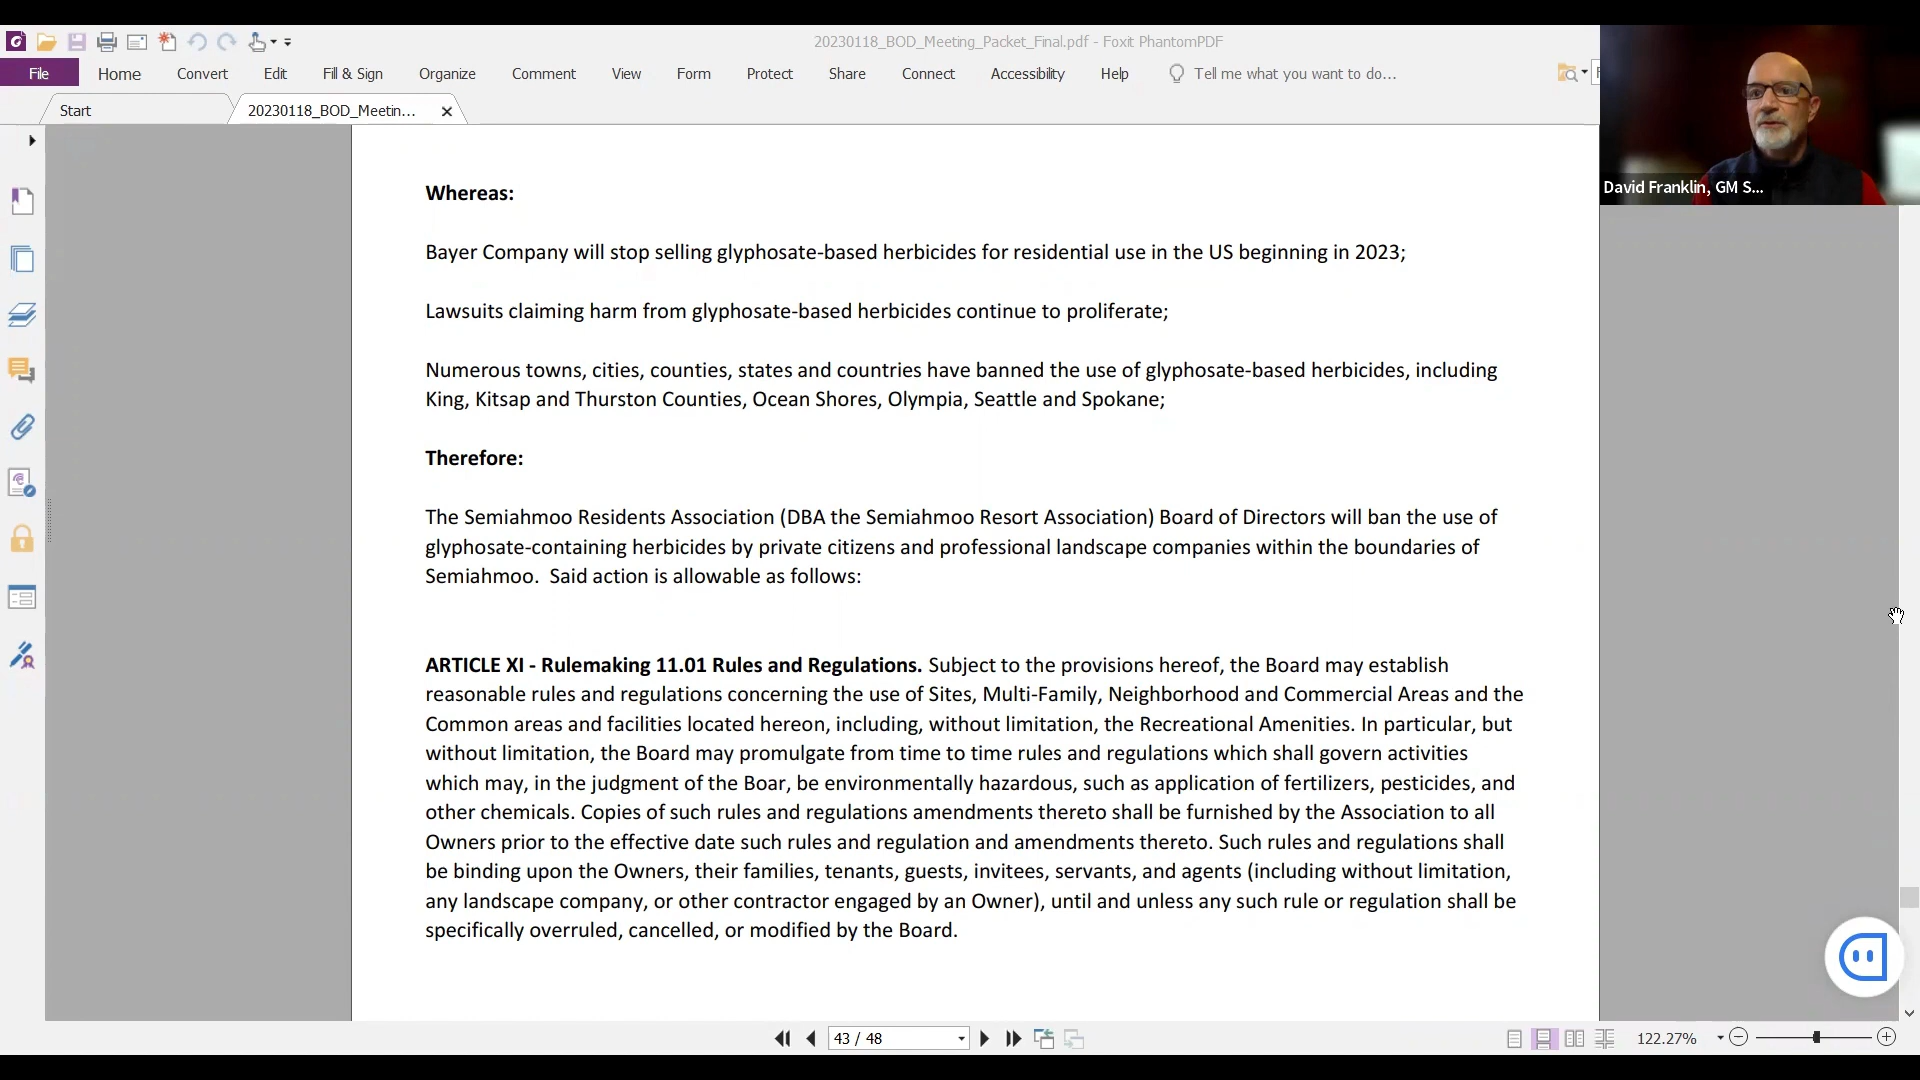 20230118_BOD_Meeting_Packet_Final.pdf - Foxit PhantomPDF
File Home Convert Edit Fill & Sign Organize Comment View Form Protect Share Connect Accessibility Help Tell me what you want to do... F
Start 20230118_BOD_Meetin...
David Franklin, GM S...
Whereas:
Bayer Company will stop selling glyphosate-based herbicides for residential use in the US beginning in 2023;
Lawsuits claiming harm from glyphosate-based herbicides continue to proliferate;
Numerous towns, cities, counties, states and countries have banned the use of glyphosate-based herbicides, including
King, Kitsap and Thurston Counties, Ocean Shores, Olympia, Seattle and Spokane;
Therefore:
The Semiahmoo Residents Association (DBA the Semiahmoo Resort Association) Board of Directors will ban the use of
glyphosate-containing herbicides by private citizens and professional landscape companies within the boundaries of
Semiahmoo. Said action is allowable as follows:
ARTICLE XI - Rulemaking 11.01 Rules and Regulations. Subject to the provisions hereof, the Board may establish
reasonable rules and regulations concerning the use of Sites, Multi-Family, Neighborhood and Commercial Areas and the
Common areas and facilities located hereon, including, without limitation, the Recreational Amenities. In particular, but
without limitation, the Board may promulgate from time to time rules and regulations which shall govern activities
which may, in the judgment of the Boar, be environmentally hazardous, such as application of fertilizers, pesticides, and
other chemicals. Copies of such rules and regulations amendments thereto shall be furnished by the Association to all
Owners prior to the effective date such rules and regulation and amendments thereto. Such rules and regulations shall
be binding upon the Owners, their families, tenants, guests, invitees, servants, and agents (including without limitation,
any landscape company, or other contractor engaged by an Owner), until and unless any such rule or regulation shall be
specifically overruled, cancelled, or modified by the Board.
43 / 48
122.27%